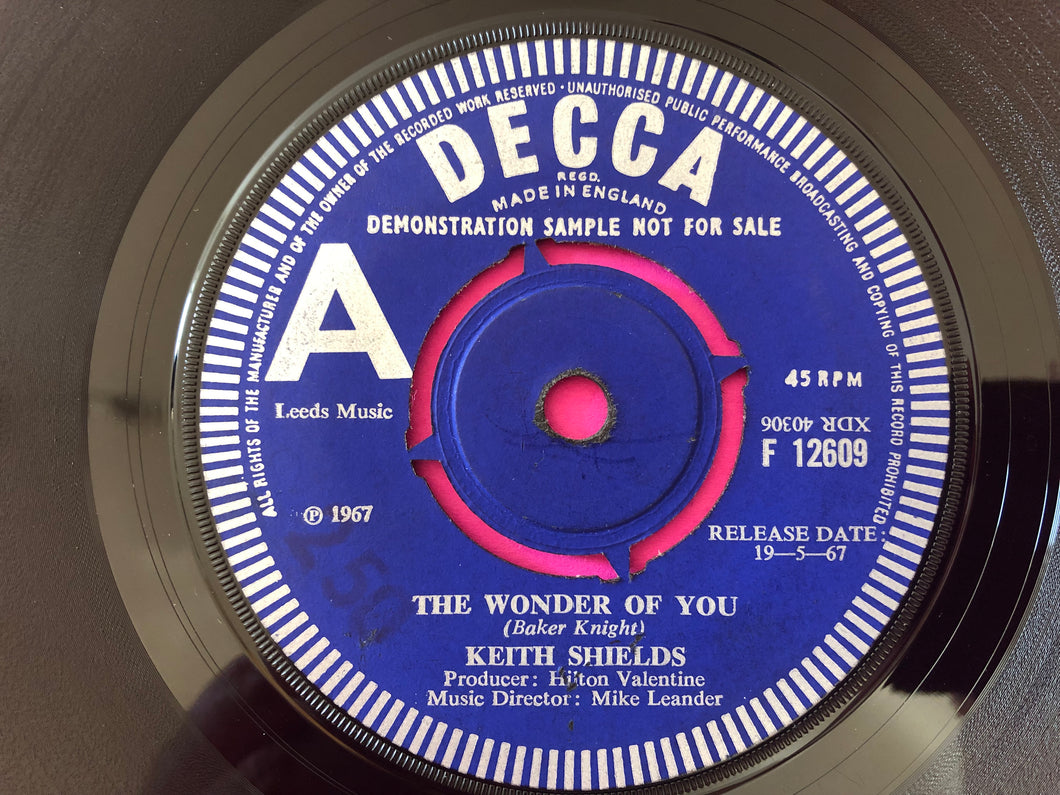 ALL RIGHTS OF THE MANUFACTURER AND OF THE OWNER OF THE RECORDED WORK RESERVED · UNAUTHORISED PUBLIC PERFORMANCE BROADCASTING AND COPYING OF THIS RECORD PROHIBITED
DECCA
REGD.
MADE IN ENGLAND
DEMONSTRATION SAMPLE NOT FOR SALE
A
Leeds Music
45 RPM
XDR 40306
F 12609
℗ 1967
RELEASE DATE:
19—5—67
250
THE WONDER OF YOU
(Baker Knight)
KEITH SHIELDS
Producer: Hilton Valentine
Music Director: Mike Leander